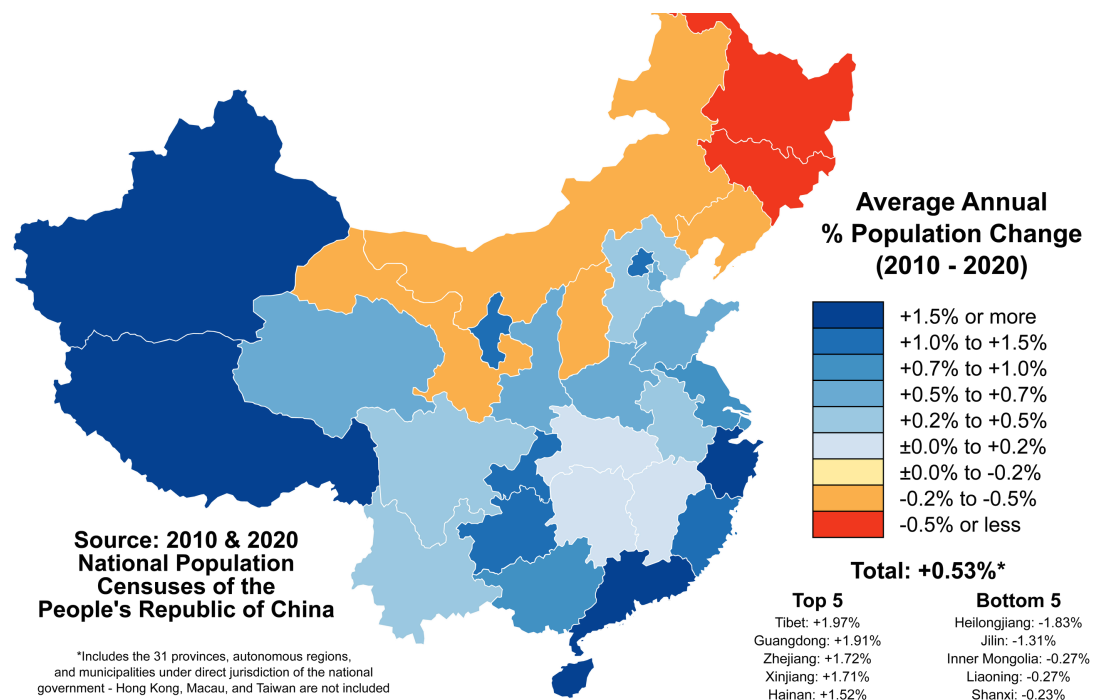 Average Annual
% Population Change
(2010 - 2020)
+1.5% or more
+1.0% to +1.5%
+0.7% to +1.0%
+0.5% to +0.7%
+0.2% to +0.5%
±0.0% to +0.2%
±0.0% to -0.2%
-0.2% to -0.5%
-0.5% or less
Source: 2010 & 2020
National Population
Censuses of the
People's Republic of China
*Includes the 31 provinces, autonomous regions,
and municipalities under direct jurisdiction of the national
government - Hong Kong, Macau, and Taiwan are not included
Total: +0.53%*
Top 5
Tibet: +1.97%
Guangdong: +1.91%
Zhejiang: +1.72%
Xinjiang: +1.71%
Hainan: +1.52%
Bottom 5
Heilongjiang: -1.83%
Jilin: -1.31%
Inner Mongolia: -0.27%
Liaoning: -0.27%
Shanxi: -0.23%